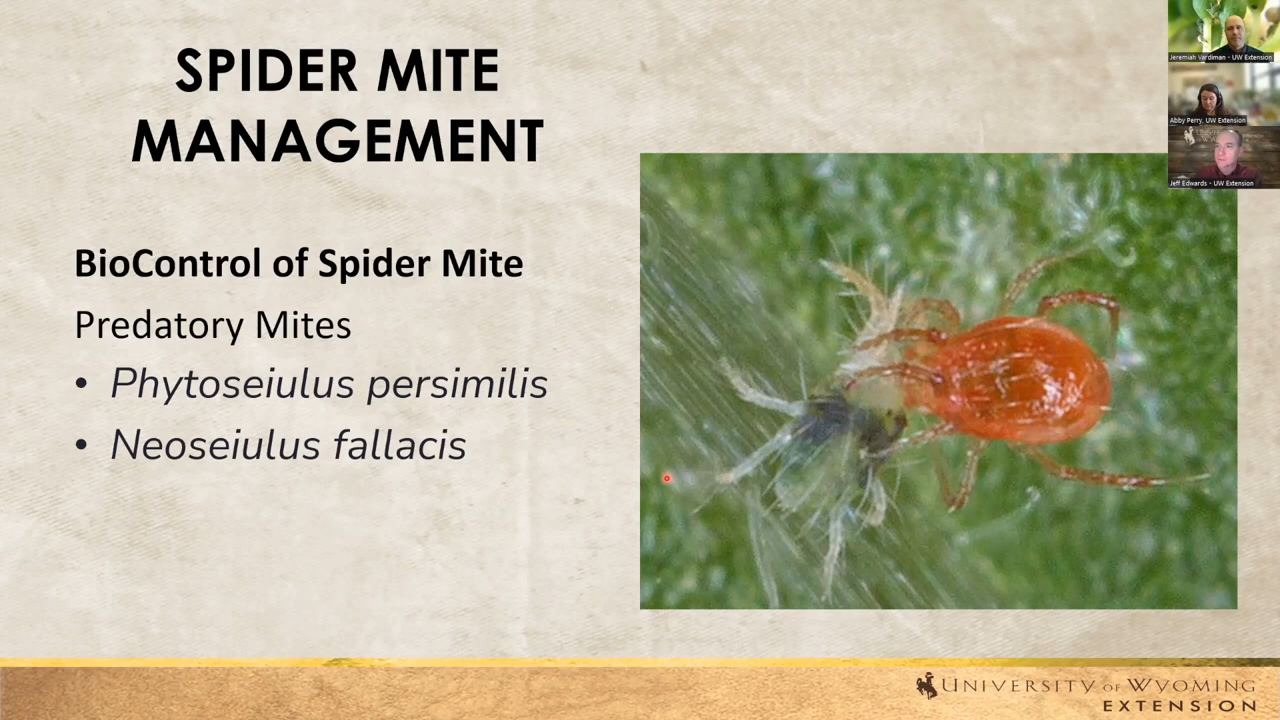 SPIDER MITE
MANAGEMENT
BioControl of Spider Mite
Predatory Mites
• Phytoseiulus persimilis
• Neoseiulus fallacis
Jeremiah Vardiman - UW Extension
Abby Perry, UW Extension
Jeff Edwards - UW Extension
UNIVERSITY OF WYOMING
EXTENSION